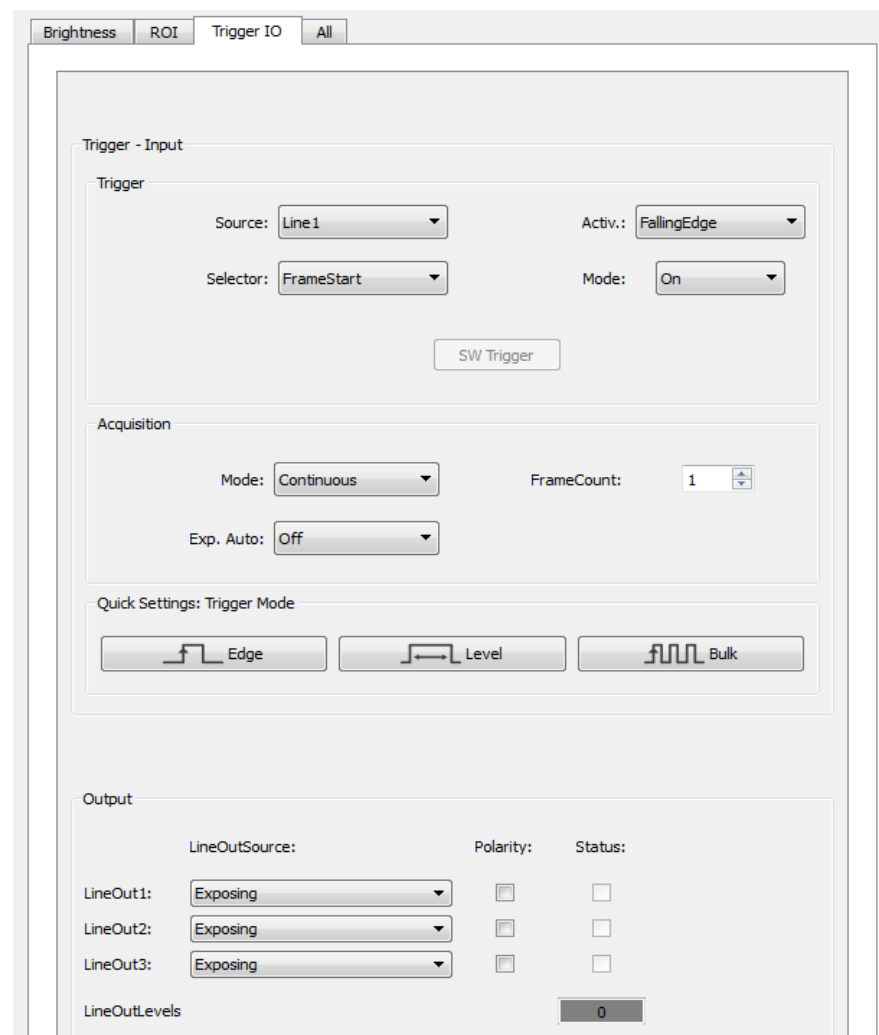 Brightness ROI Trigger IO All
Trigger - Input
Trigger
Source: Line1 Activ.: FallingEdge
Selector: FrameStart Mode: On
SW Trigger
Acquisition
Mode: Continuous FrameCount: 1
Exp. Auto: Off
Quick Settings: Trigger Mode
Edge Level Bulk
Output
LineOutSource: Polarity: Status:
LineOut1: Exposing
LineOut2: Exposing
LineOut3: Exposing
LineOutLevels 0